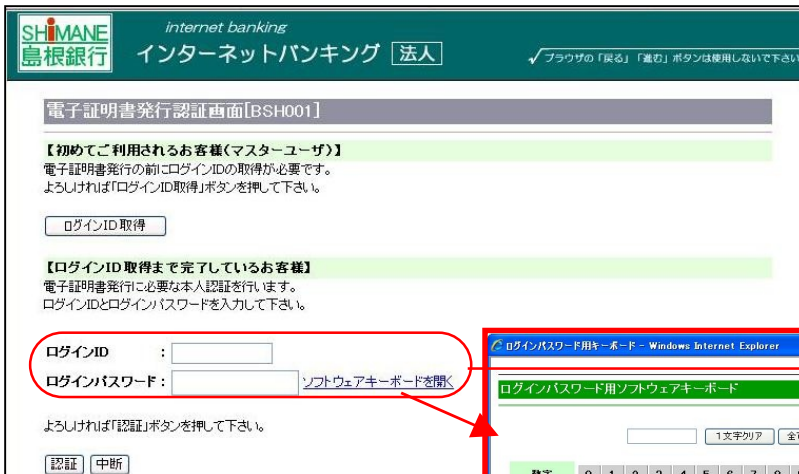 SHIMANE
島根銀行
internet banking
インターネットバンキング 法人
✓ブラウザの「戻る」「進む」ボタンは使用しないで下さい
電子証明書発行認証画面[BSH001]
【初めてご利用されるお客様(マスターユーザ)】
電子証明書発行の前にログインIDの取得が必要です。
よろしければ「ログインID取得」ボタンを押して下さい。
ログインID取得
【ログインID取得まで完了しているお客様】
電子証明書発行に必要な本人認証を行います。
ログインIDとログインパスワードを入力して下さい。
ログインID :
ログインパスワード : ソフトウェアキーボードを開く
よろしければ「認証」ボタンを押して下さい。
認証 中断
ログインパスワード用キーボード - Windows Internet Explorer
ログインパスワード用ソフトウェアキーボード
1文字クリア
数字 0 1 0 3 4 5 6 7 8